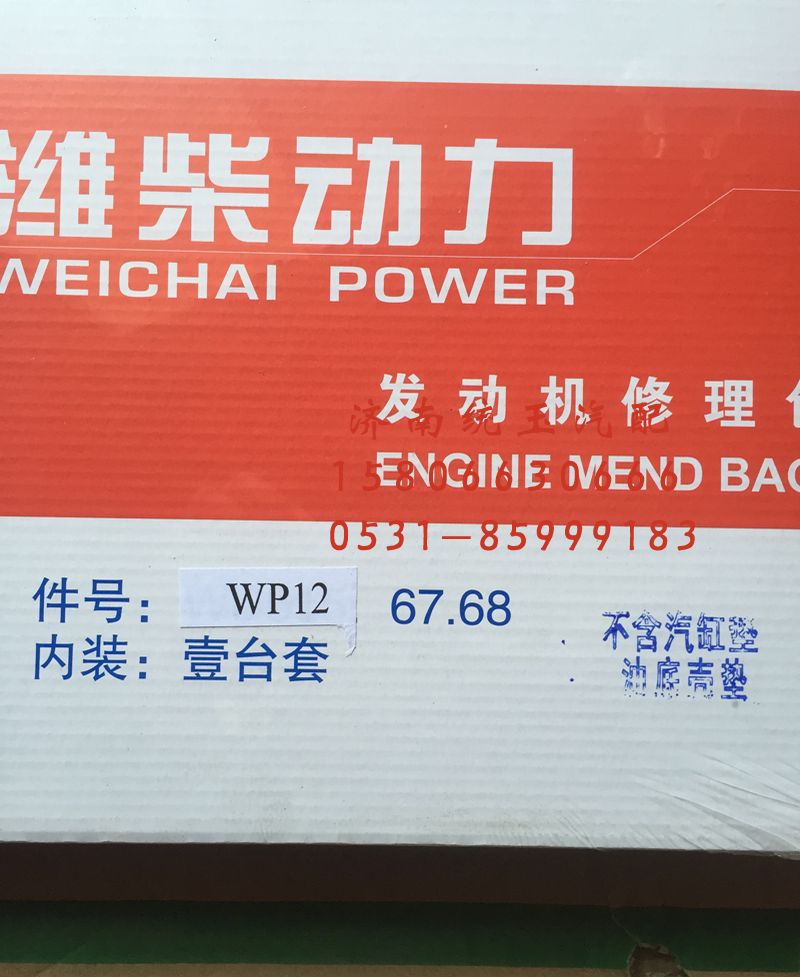 潍柴动力
WEICHAI POWER
发动机修理包
济南统王汽配
ENGINE MEND BAG
15806630666
0531-85999183
件号: WP12 67.68
内装: 壹台套
不含汽缸垫
油底壳垫